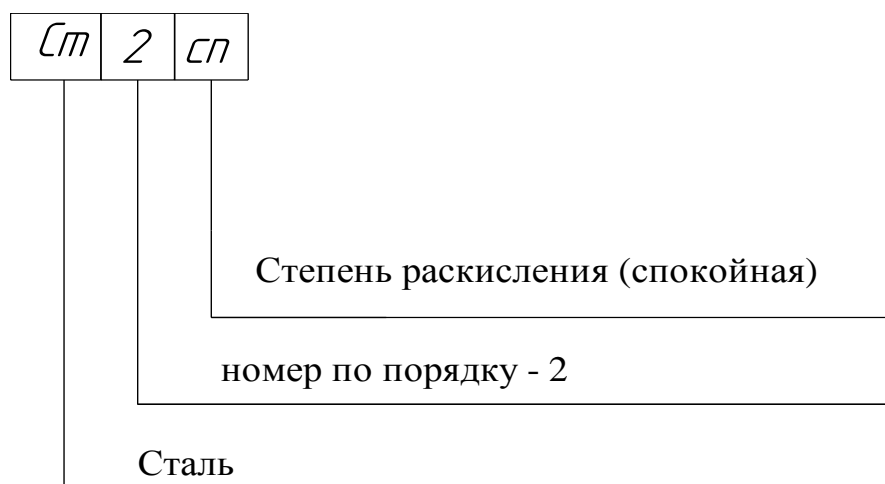 Ст 2 сп
Степень раскисления (спокойная)
номер по порядку - 2
Сталь